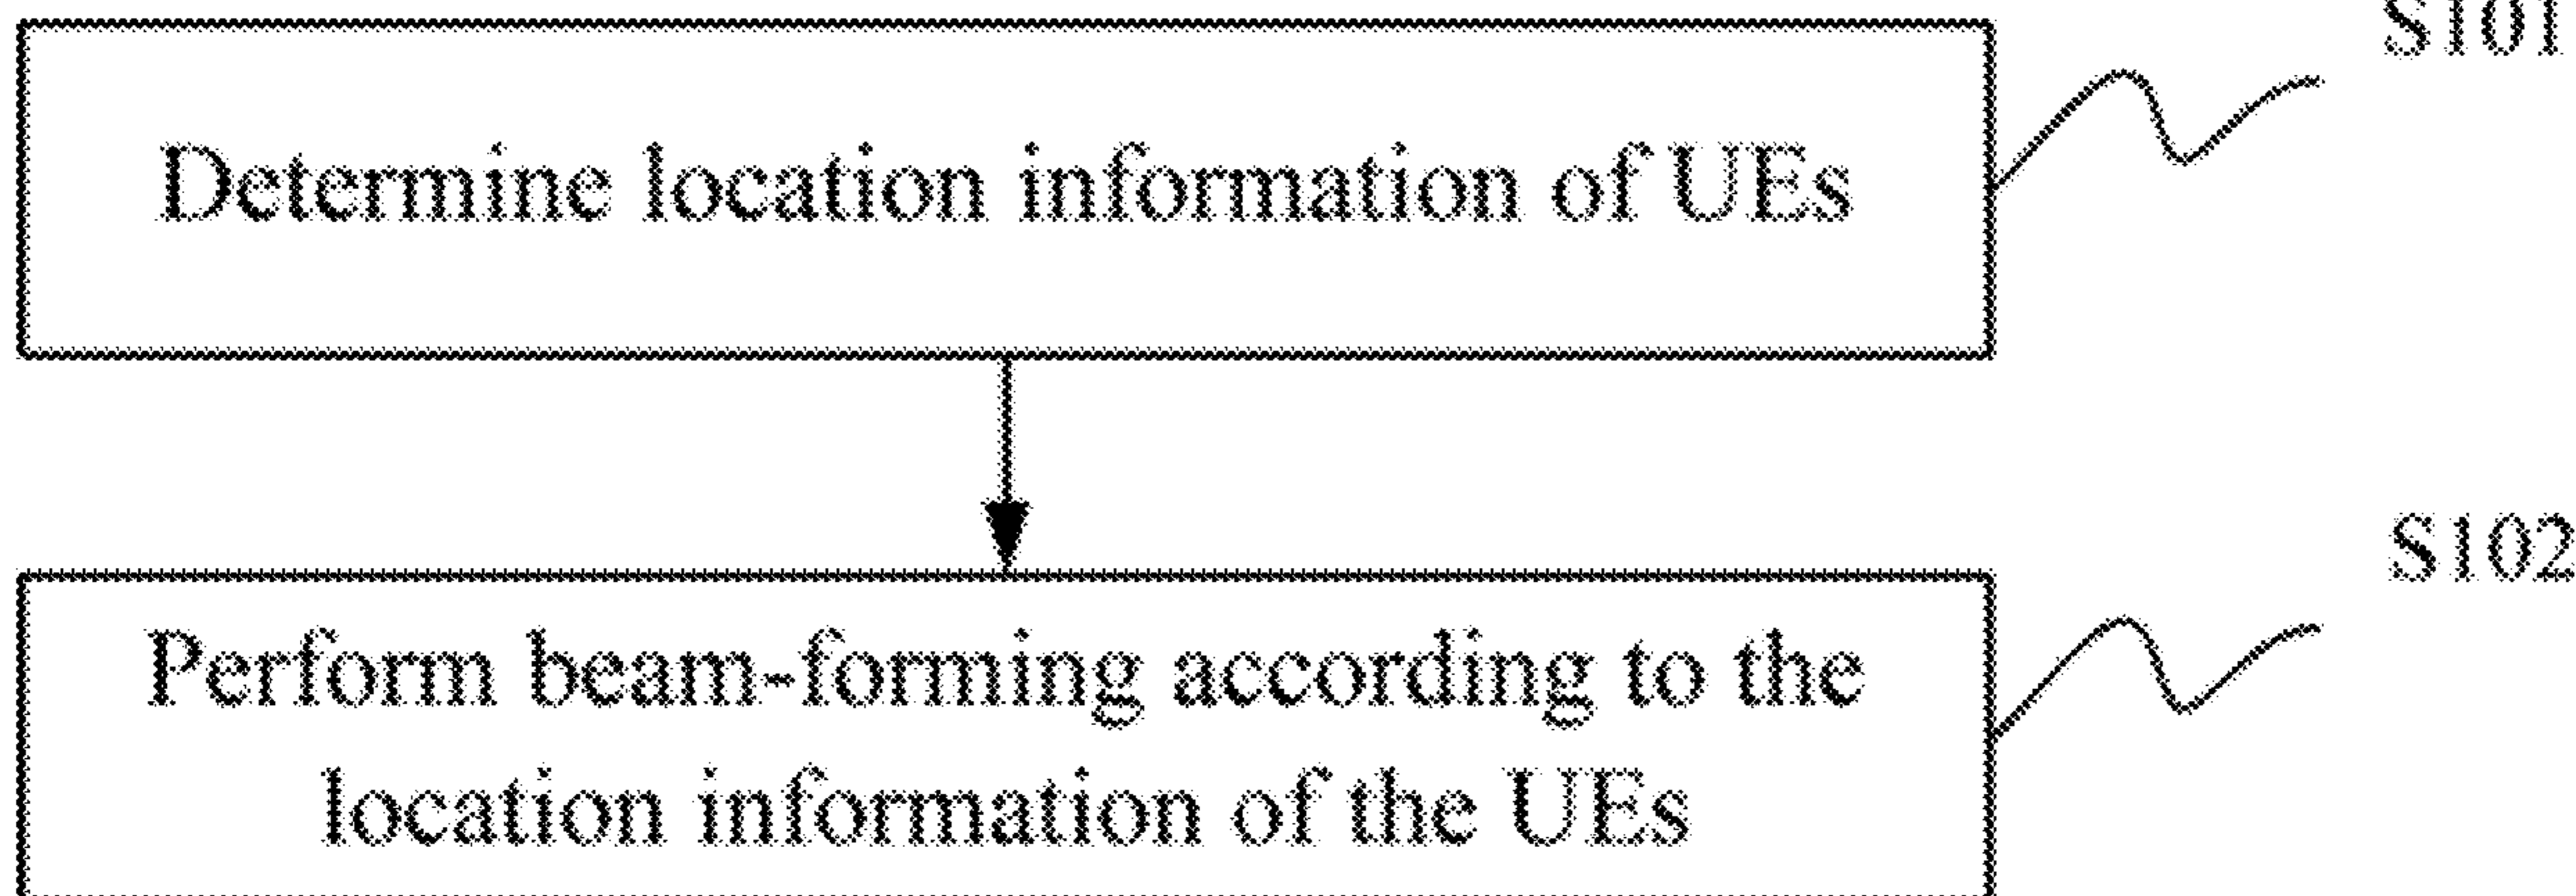 S101
Determine location information of UEs
S102
Perform beam-forming according to the
location information of the UEs